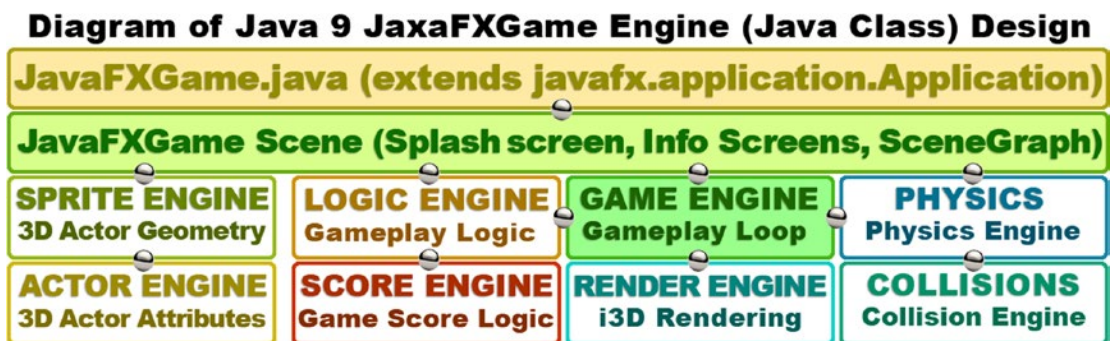 Diagram of Java 9 JaxaFXGame Engine (Java Class) Design
JavaFXGame.java (extends javafx.application.Application)
JavaFXGame Scene (Splash screen, Info Screens, SceneGraph)
SPRITE ENGINE
3D Actor Geometry
LOGIC ENGINE
Gameplay Logic
GAME ENGINE
Gameplay Loop
PHYSICS
Physics Engine
ACTOR ENGINE
3D Actor Attributes
SCORE ENGINE
Game Score Logic
RENDER ENGINE
i3D Rendering
COLLISIONS
Collision Engine